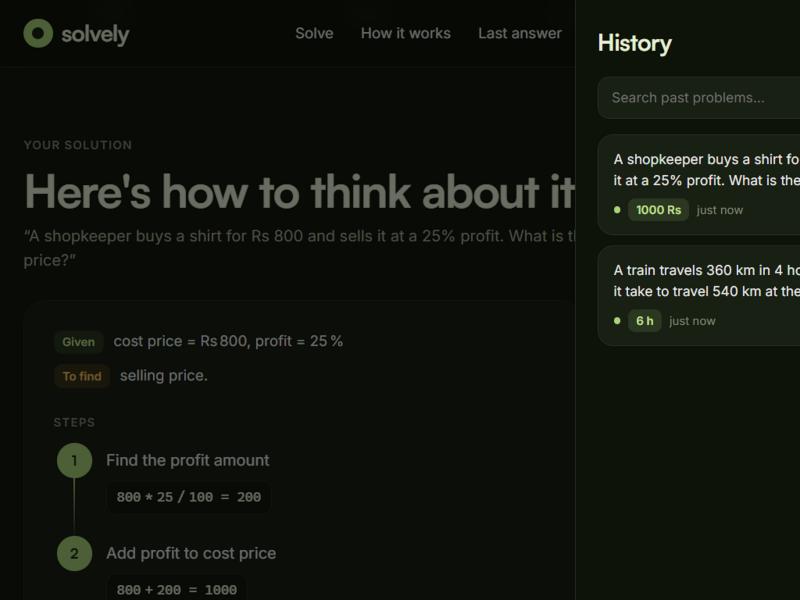 solvely
Solve How it works Last answer
YOUR SOLUTION
Here's how to think about it
“A shopkeeper buys a shirt for Rs 800 and sells it at a 25% profit. What is
price?”
Given cost price = Rs 800, profit = 25 %
To find selling price.
STEPS
1 Find the profit amount
800 * 25 / 100 = 200
2 Add profit to cost price
800 + 200 = 1000
History
Search past problems...
A shopkeeper buys a shirt
it at a 25% profit. What is the
1000 Rs just now
A train travels 360 km in 4
it take to travel 540 km at the
6 h just now